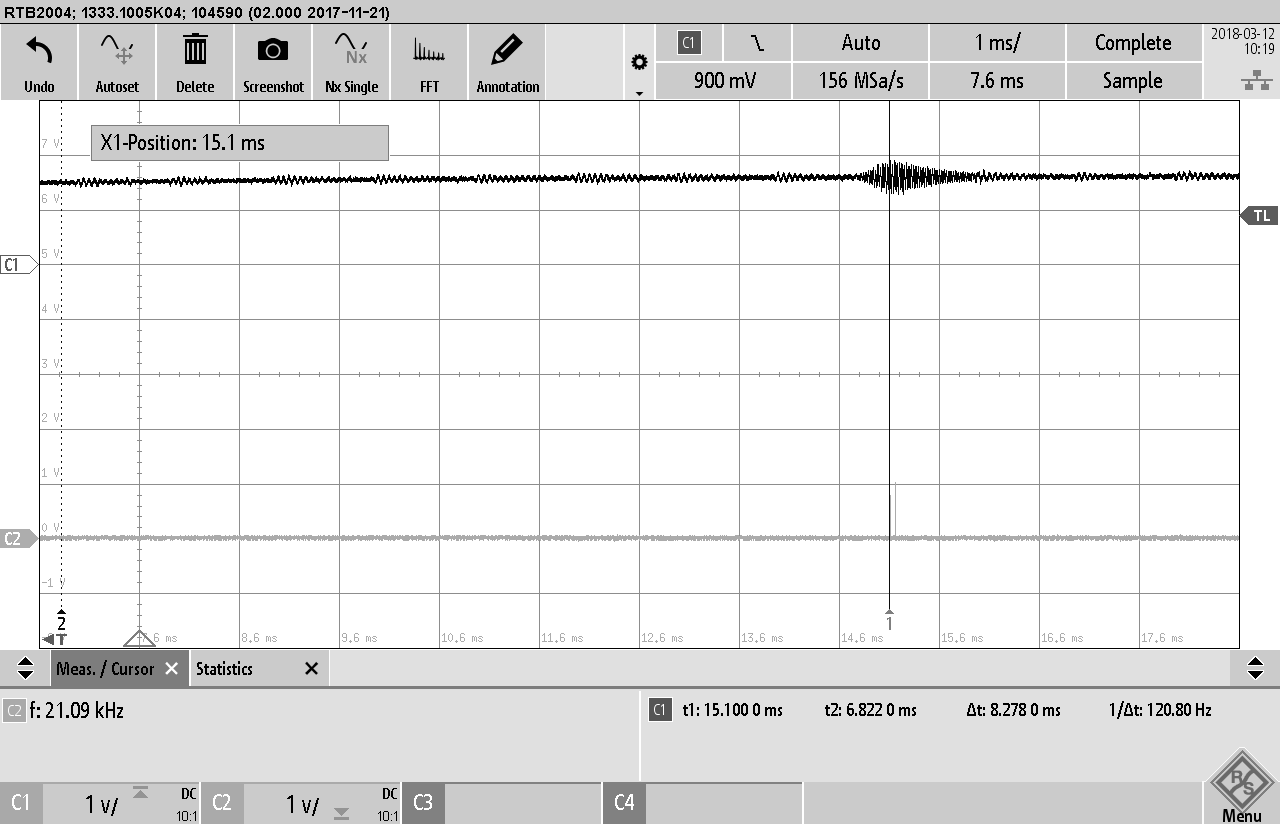 RTB2004; 1333.1005K04; 104590 (02.000 2017-11-21)
Undo
Autoset
Delete
Screenshot
Nx
Nx Single
FFT
Annotation
C1
Auto
1 ms/
Complete
2018-03-12
10:19
900 mV
156 MSa/s
7.6 ms
Sample
X1-Position: 15.1 ms
7 V
6 V
TL
5 V
C1
4 V
3 V
2 V
1 V
0 V
C2
-1 V
2
1
T
8.6 ms
9.6 ms
10.6 ms
11.6 ms
12.6 ms
13.6 ms
14.6 ms
15.6 ms
16.6 ms
17.6 ms
Meas. / Cursor
Statistics
C2 f: 21.09 kHz
C1 t1: 15.100 0 ms t2: 6.822 0 ms Δt: 8.278 0 ms 1/Δt: 120.80 Hz
C1 1 V/ DC 10:1
C2 1 V/ DC 10:1
C3
C4
R S
Menu